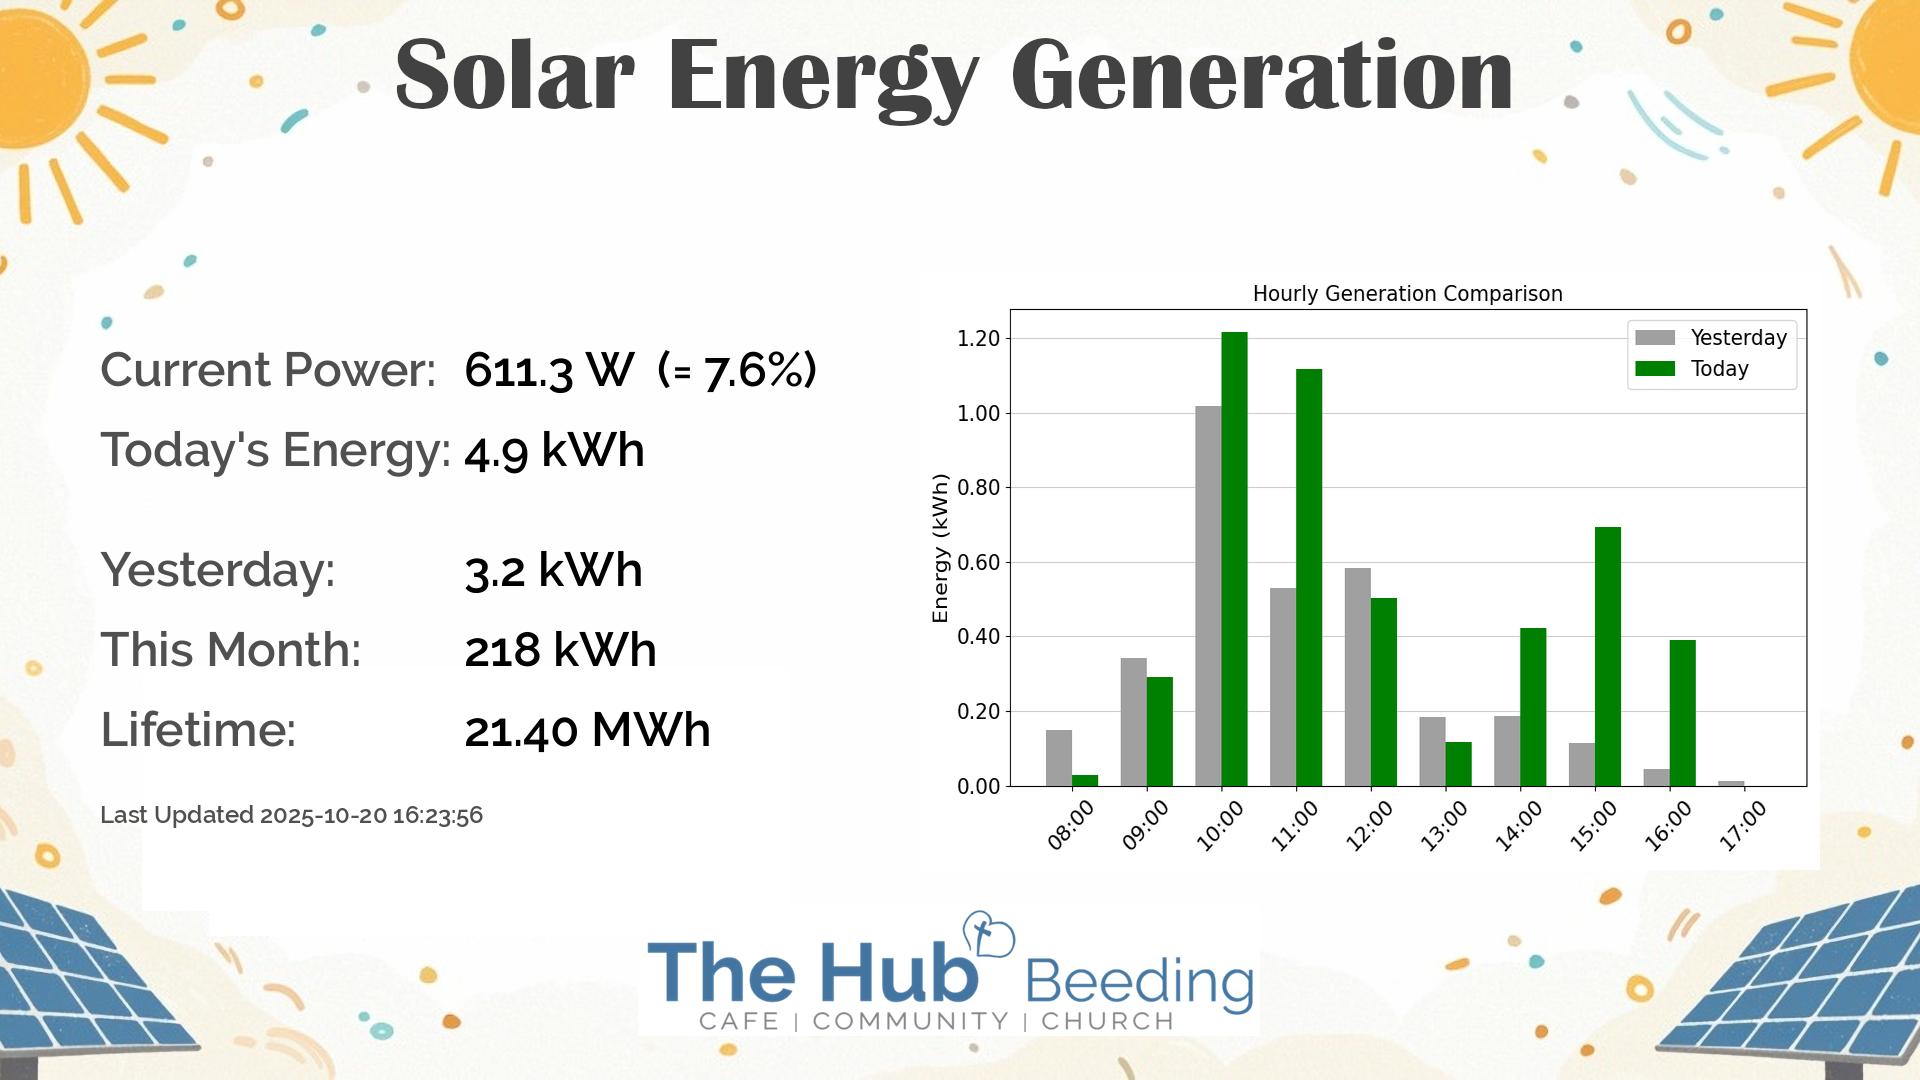 Solar Energy Generation
Current Power: 611.3 W (= 7.6%)
Today's Energy: 4.9 kWh
Yesterday: 3.2 kWh
This Month: 218 kWh
Lifetime: 21.40 MWh
Last Updated 2025-10-20 16:23:56
Hourly Generation Comparison
Yesterday
Today
Energy (kWh)
1.20
1.00
0.80
0.60
0.40
0.20
0.00
08:00 09:00 10:00 11:00 12:00 13:00 14:00 15:00 16:00 17:00
The Hub Beeding
CAFE | COMMUNITY | CHURCH